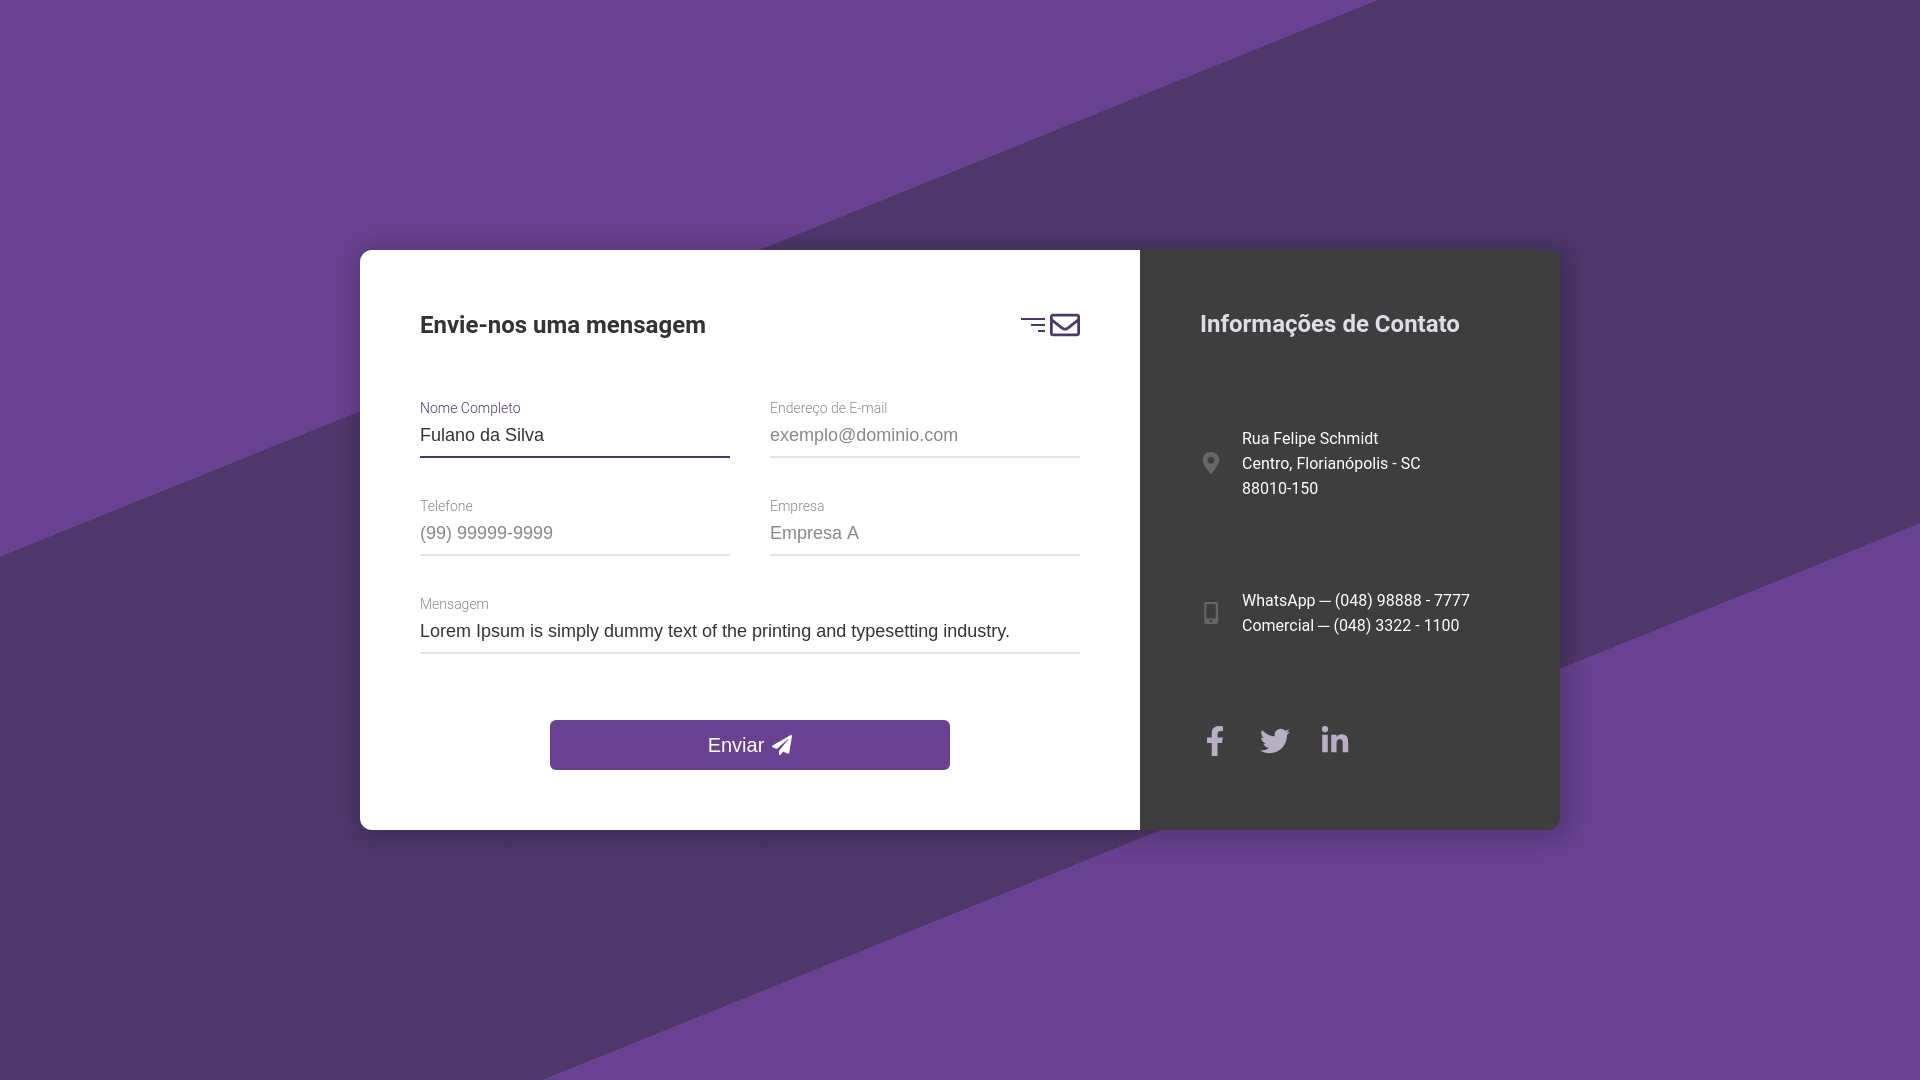 Envie-nos uma mensagem
Nome Completo
Fulano da Silva
Endereço de E-mail
exemplo@dominio.com
Telefone
(99) 99999-9999
Empresa
Empresa A
Mensagem
Lorem Ipsum is simply dummy text of the printing and typesetting industry.
Enviar
Informações de Contato
Rua Felipe Schmidt
Centro, Florianópolis - SC
88010-150
WhatsApp — (048) 98888 - 7777
Comercial — (048) 3322 - 1100